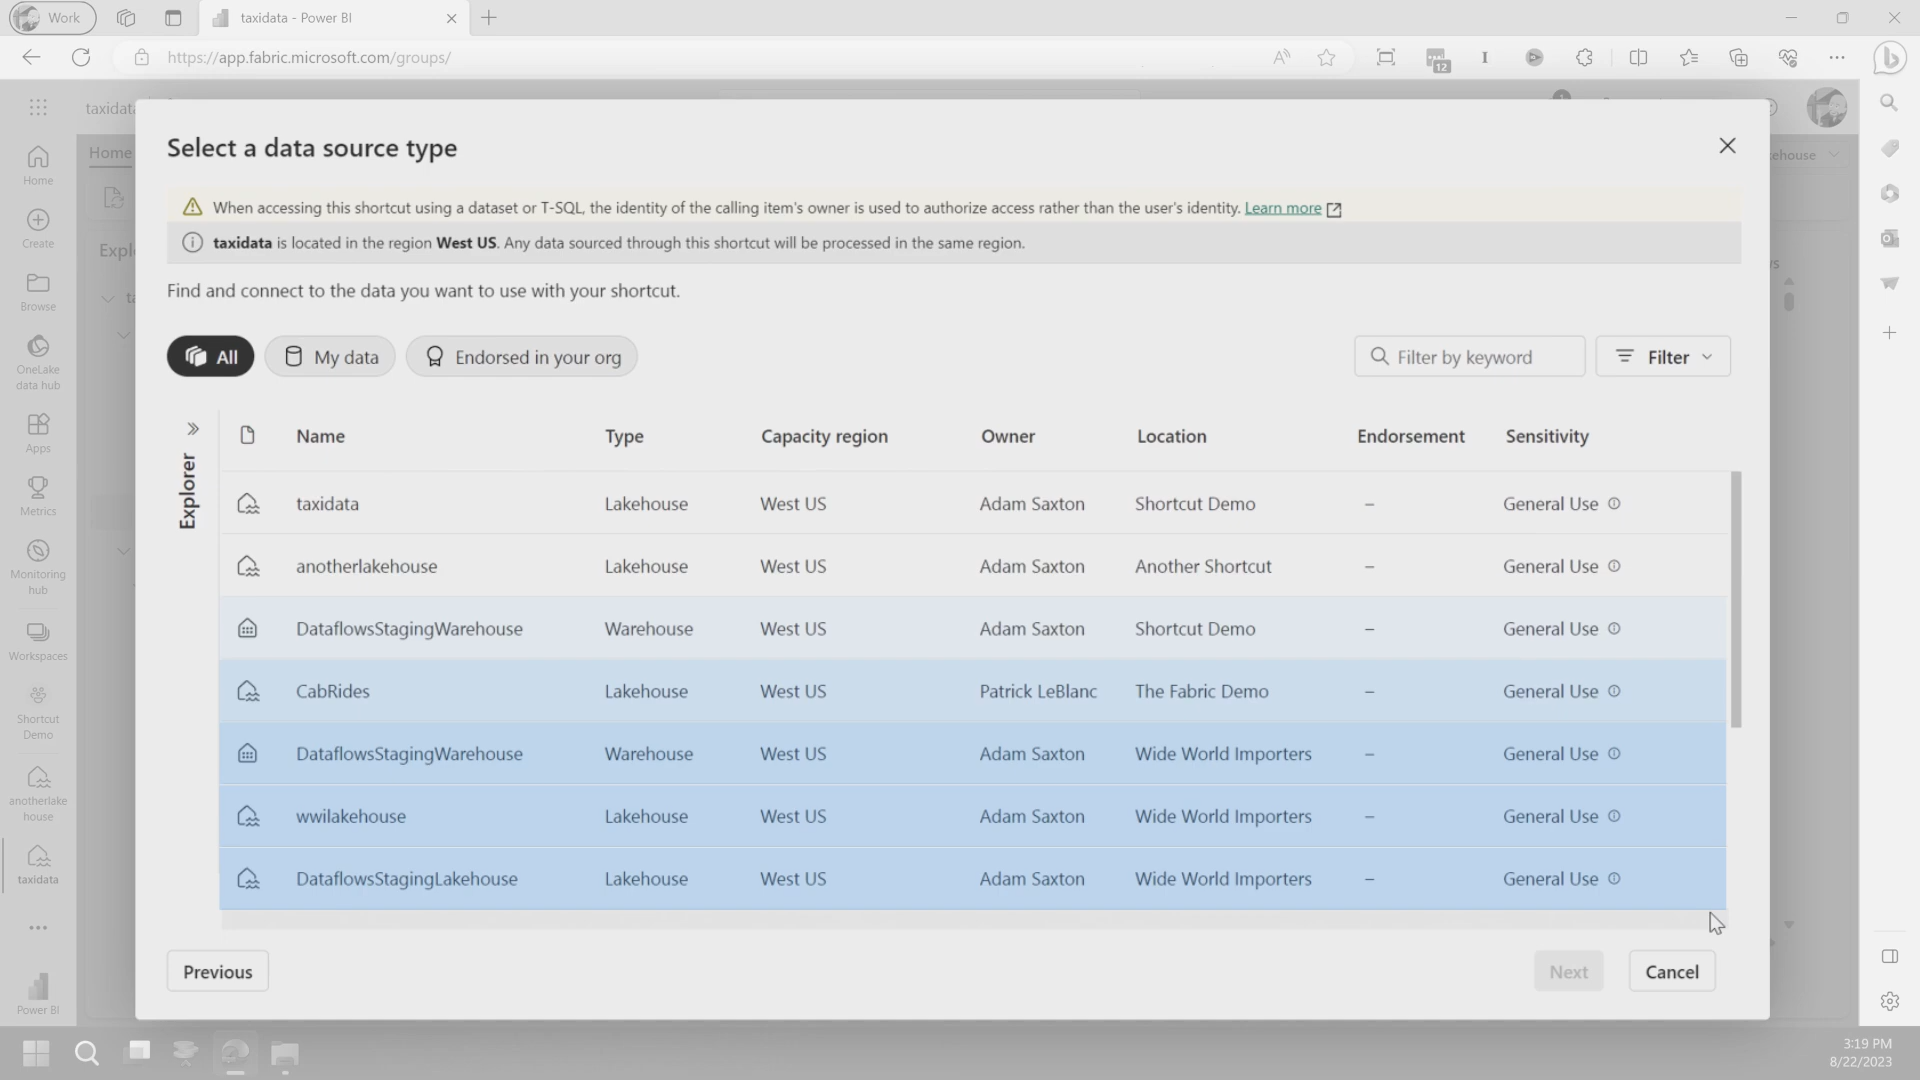 Work
taxidata - Power BI
https://app.fabric.microsoft.com/groups/
12
taxidata
Home
Home
Create
Browse
OneLake
data hub
Apps
Metrics
Monitoring
hub
Workspaces
Shortcut
Demo
anotherlake
house
taxidata
Power BI
Select a data source type
When accessing this shortcut using a dataset or T-SQL, the identity of the calling item's owner is used to authorize access rather than the user's identity. Learn more
taxidata is located in the region West US. Any data sourced through this shortcut will be processed in the same region.
Find and connect to the data you want to use with your shortcut.
All My data Endorsed in your org Filter by keyword Filter
Explorer
Name Type Capacity region Owner Location Endorsement Sensitivity
taxidata Lakehouse West US Adam Saxton Shortcut Demo – General Use
anotherlakehouse Lakehouse West US Adam Saxton Another Shortcut – General Use
DataflowsStagingWarehouse Warehouse West US Adam Saxton Shortcut Demo – General Use
CabRides Lakehouse West US Patrick LeBlanc The Fabric Demo – General Use
DataflowsStagingWarehouse Warehouse West US Adam Saxton Wide World Importers – General Use
wwilakehouse Lakehouse West US Adam Saxton Wide World Importers – General Use
DataflowsStagingLakehouse Lakehouse West US Adam Saxton Wide World Importers – General Use
Previous Next Cancel
3:19 PM
8/22/2023